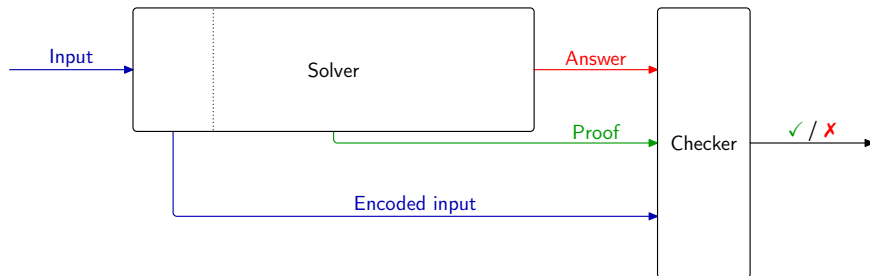 Input
Solver
Answer
Proof
Checker
✓ / ✗
Encoded input